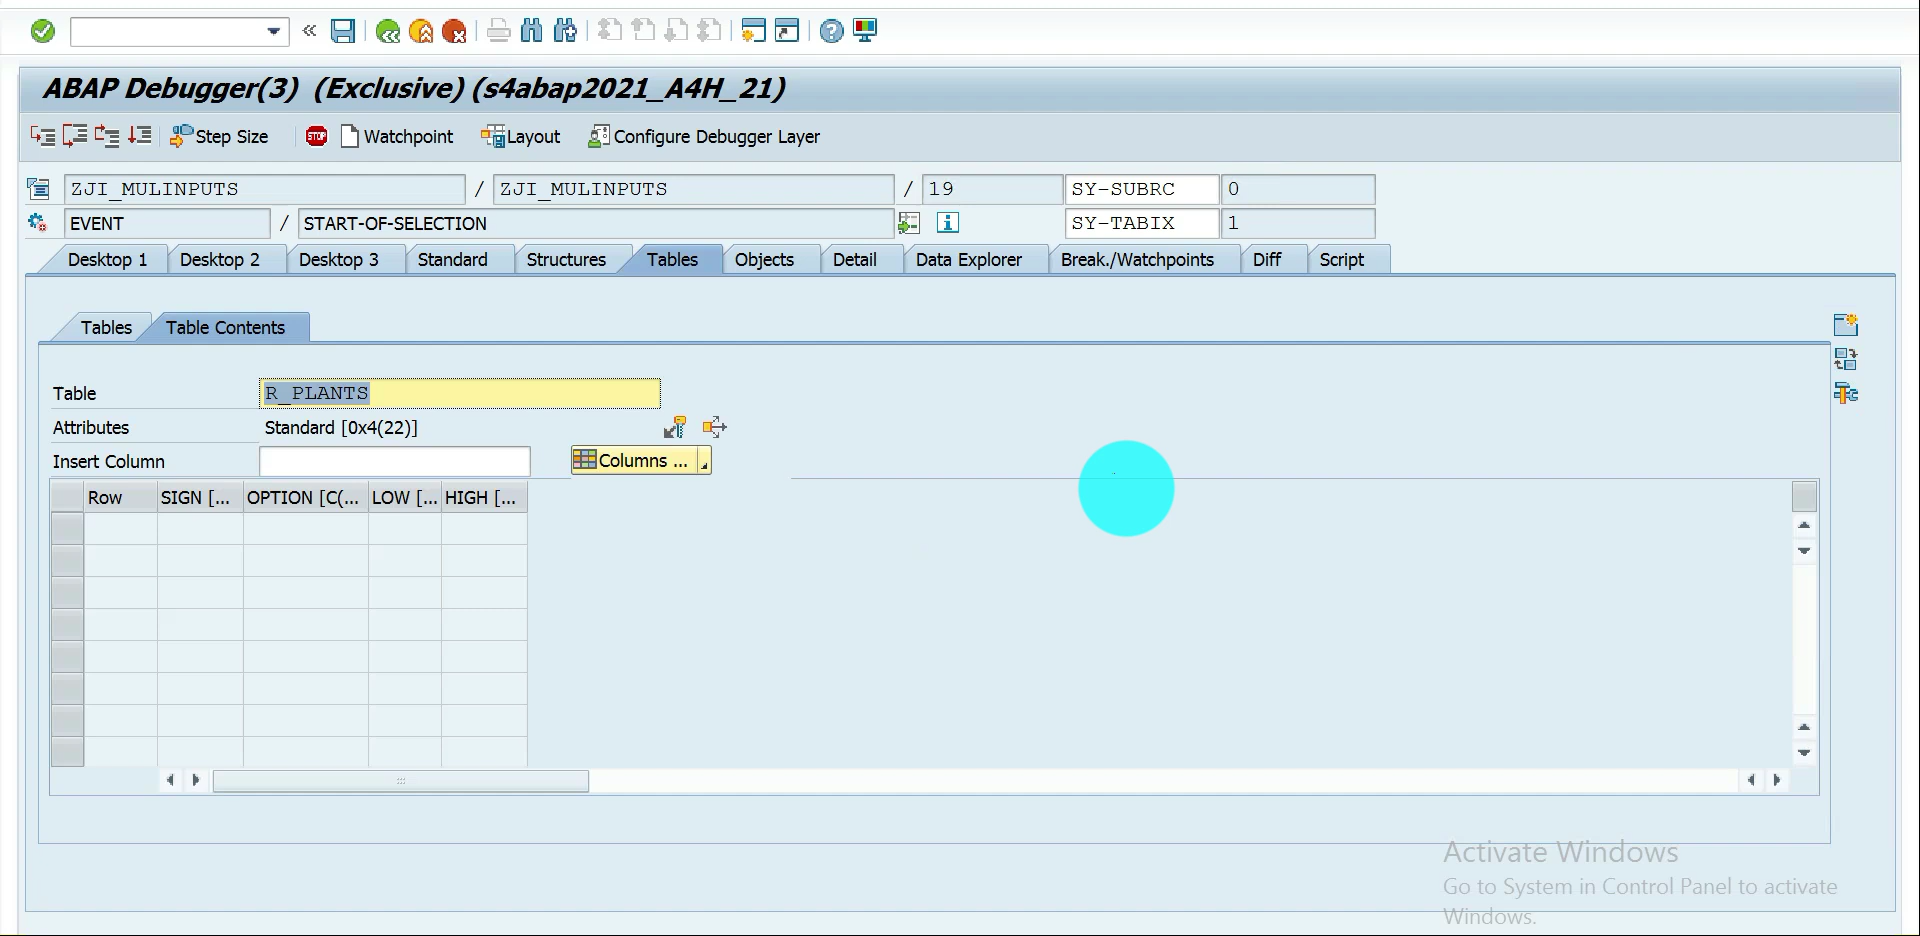 ABAP Debugger(3) (Exclusive) (s4abap2021_A4H_21)
Step Size STOP Watchpoint Layout Configure Debugger Layer
ZJI_MULINPUTS / ZJI_MULINPUTS / 19 SY-SUBRC 0
EVENT / START-OF-SELECTION SY-TABIX 1
Desktop 1 Desktop 2 Desktop 3 Standard Structures Tables Objects Detail Data Explorer Break./Watchpoints Diff Script
Tables Table Contents
Table R_PLANTS
Attributes Standard [0x4(22)]
Insert Column Columns ...
Row SIGN [... OPTION [C(... LOW [... HIGH [...
Activate Windows
Go to System in Control Panel to activate
Windows.